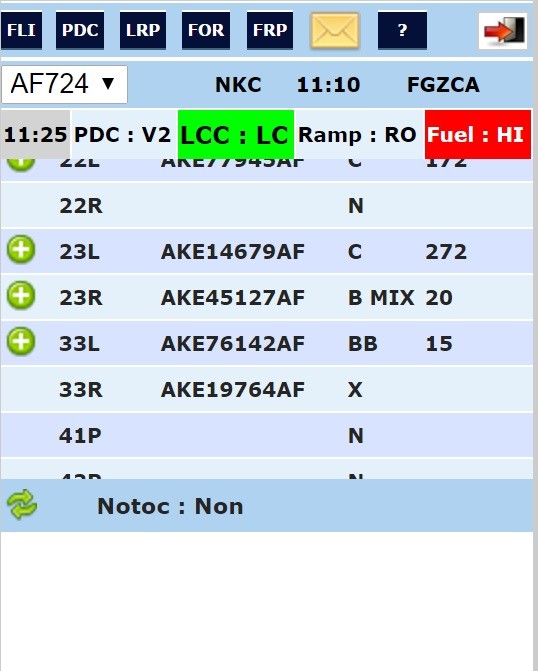 FLI PDC LRP FOR FRP ?
AF724 ▼ NKC 11:10 FGZCA
11:25 PDC : V2 LCC : LC Ramp : RO Fuel : HI
22L AKE77945AF C 172
22R N
23L AKE14679AF C 272
23R AKE45127AF B MIX 20
33L AKE76142AF BB 15
33R AKE19764AF X
41P N
Notoc : Non